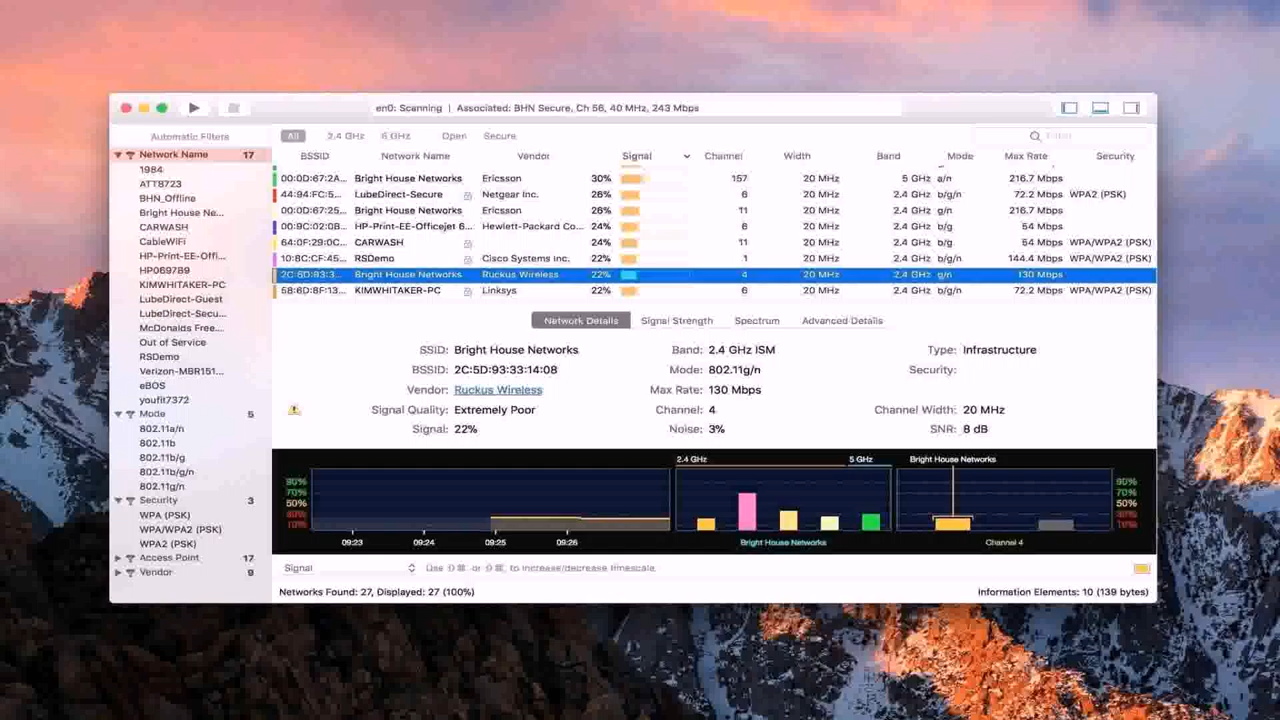 en0: Scanning | Associated: BHN Secure, Ch 56, 40 MHz, 243 Mbps
Automatic Filters
Network Name 17
1984
ATT8723
BHN_Offline
Bright House Ne...
CARWASH
CableWiFi
HP-Print-EE-Offi...
HP069789
KIMWHITAKER-PC
LubeDirect-Guest
LubeDirect-Secu...
McDonalds Free...
Out of Service
RSDemo
Verizon-MBR151...
eBOS
youfit7372
Mode 5
802.11a/n
802.11b
802.11b/g
802.11b/g/n
802.11g/n
Security 3
WPA (PSK)
WPA/WPA2 (PSK)
WPA2 (PSK)
Access Point 17
Vendor 9
All 2.4 GHz 5 GHz Open Secure Filter
BSSID Network Name Vendor Signal Channel Width Band Mode Max Rate Security
00:0D:67:2A... Bright House Networks Ericsson 30% 157 20 MHz 5 GHz a/n 216.7 Mbps
44:94:FC:5... LubeDirect-Secure Netgear Inc. 26% 6 20 MHz 2.4 GHz b/g/n 72.2 Mbps WPA2 (PSK)
00:0D:67:25... Bright House Networks Ericsson 26% 11 20 MHz 2.4 GHz g/n 216.7 Mbps
00:9C:02:0B... HP-Print-EE-Officejet 6... Hewlett-Packard Co... 24% 6 20 MHz 2.4 GHz b/g 54 Mbps
64:0F:29:0C... CARWASH 24% 11 20 MHz 2.4 GHz b/g 54 Mbps WPA/WPA2 (PSK)
10:8C:CF:45... RSDemo Cisco Systems Inc. 22% 1 20 MHz 2.4 GHz b/g/n 144.4 Mbps WPA/WPA2 (PSK)
2C:5D:93:3... Bright House Networks Ruckus Wireless 22% 4 20 MHz 2.4 GHz g/n 130 Mbps
58:6D:8F:13... KIMWHITAKER-PC Linksys 22% 6 20 MHz 2.4 GHz b/g/n 72.2 Mbps WPA/WPA2 (PSK)
Network Details Signal Strength Spectrum Advanced Details
SSID: Bright House Networks Band: 2.4 GHz ISM Type: Infrastructure
BSSID: 2C:5D:93:33:14:08 Mode: 802.11g/n Security:
Vendor: Ruckus Wireless Max Rate: 130 Mbps
Signal Quality: Extremely Poor Channel: 4 Channel Width: 20 MHz
Signal: 22% Noise: 3% SNR: 8 dB
2.4 GHz 5 GHz Bright House Networks
90% 90%
70% 70%
50% 50%
30% 30%
10% 10%
09:23 09:24 09:25 09:26 Bright House Networks Channel 4
Signal Use or to increase/decrease timescale.
Networks Found: 27, Displayed: 27 (100%) Information Elements: 10 (139 bytes)